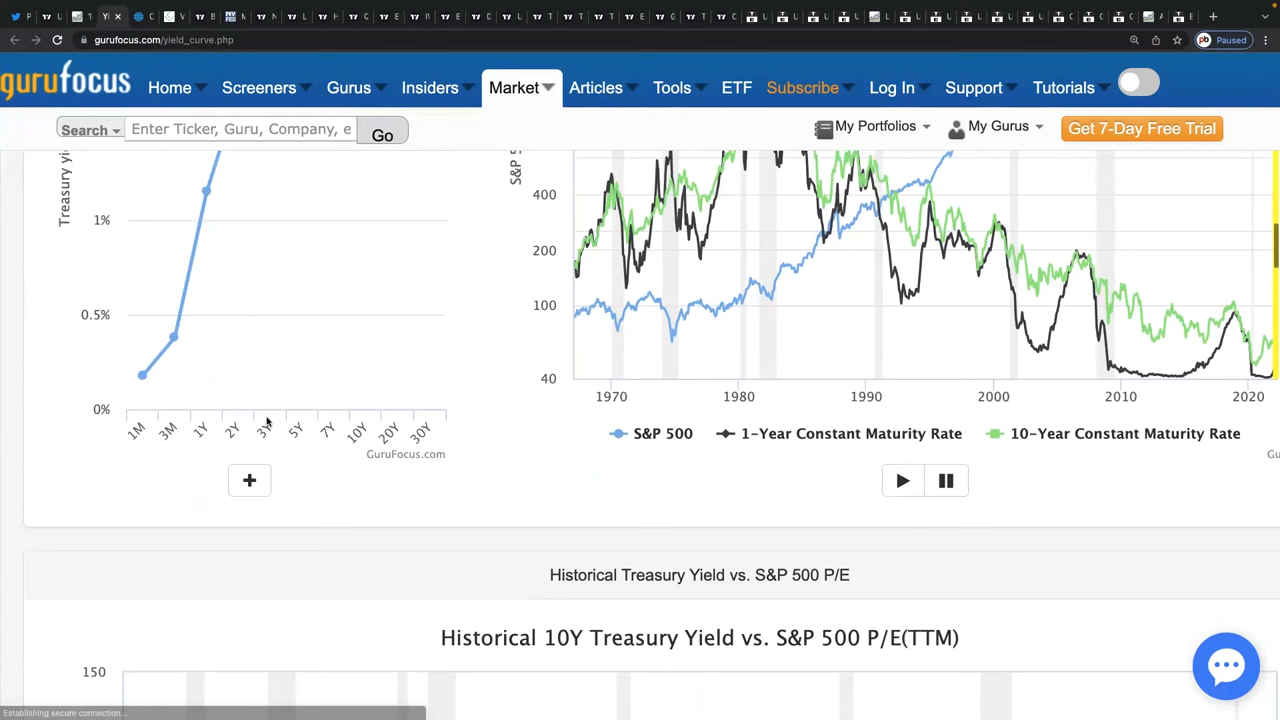 gurufocus.com/yield_curve.php
Paused
gurufocus
Home
Screeners
Gurus
Insiders
Market
Articles
Tools
ETF
Subscribe
Log In
Support
Tutorials
Search
Enter Ticker, Guru, Company, e
Go
My Portfolios
My Gurus
Get 7-Day Free Trial
Treasury yi
1%
0.5%
0%
1M
3M
1Y
2Y
3Y
5Y
7Y
10Y
20Y
30Y
GuruFocus.com
+
S&P 5
400
200
100
40
1970
1980
1990
2000
2010
2020
S&P 500
1-Year Constant Maturity Rate
10-Year Constant Maturity Rate
Gu
Historical Treasury Yield vs. S&P 500 P/E
Historical 10Y Treasury Yield vs. S&P 500 P/E(TTM)
150
Establishing secure connection...